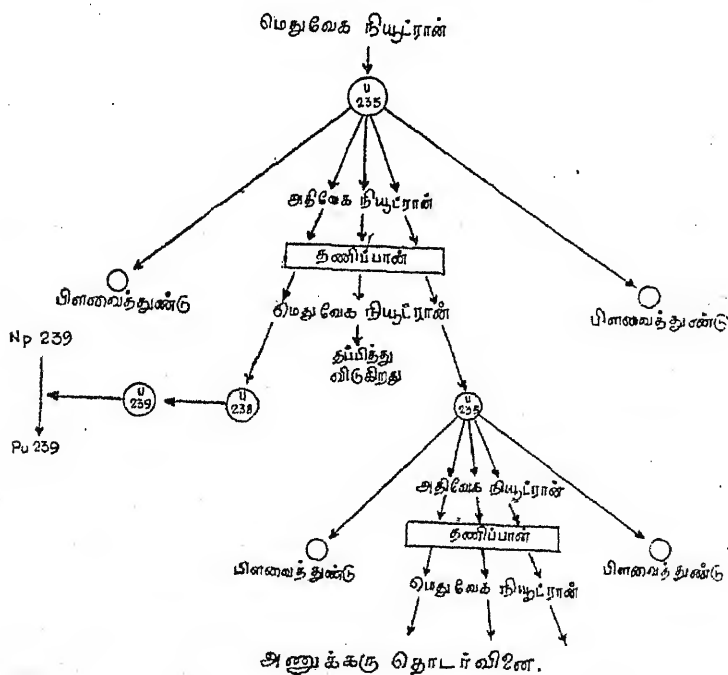 மெதுவேக நியூட்ரான்
U
235
அதிவேக நியூட்ரான்
தணிப்பான்
பிளவைத்துண்டு
மெதுவேக நியூட்ரான்
பிளவைத்துண்டு
Np 239
தப்பித்து
விடுகிறது
U
239
U
238
U
235
Pu 239
அதிவேக நியூட்ரான்
தணிப்பான்
பிளவைத்துண்டு
பிளவைத்துண்டு
மெதுவேக நியூட்ரான்
அணுக்கரு தொடர்வினை.